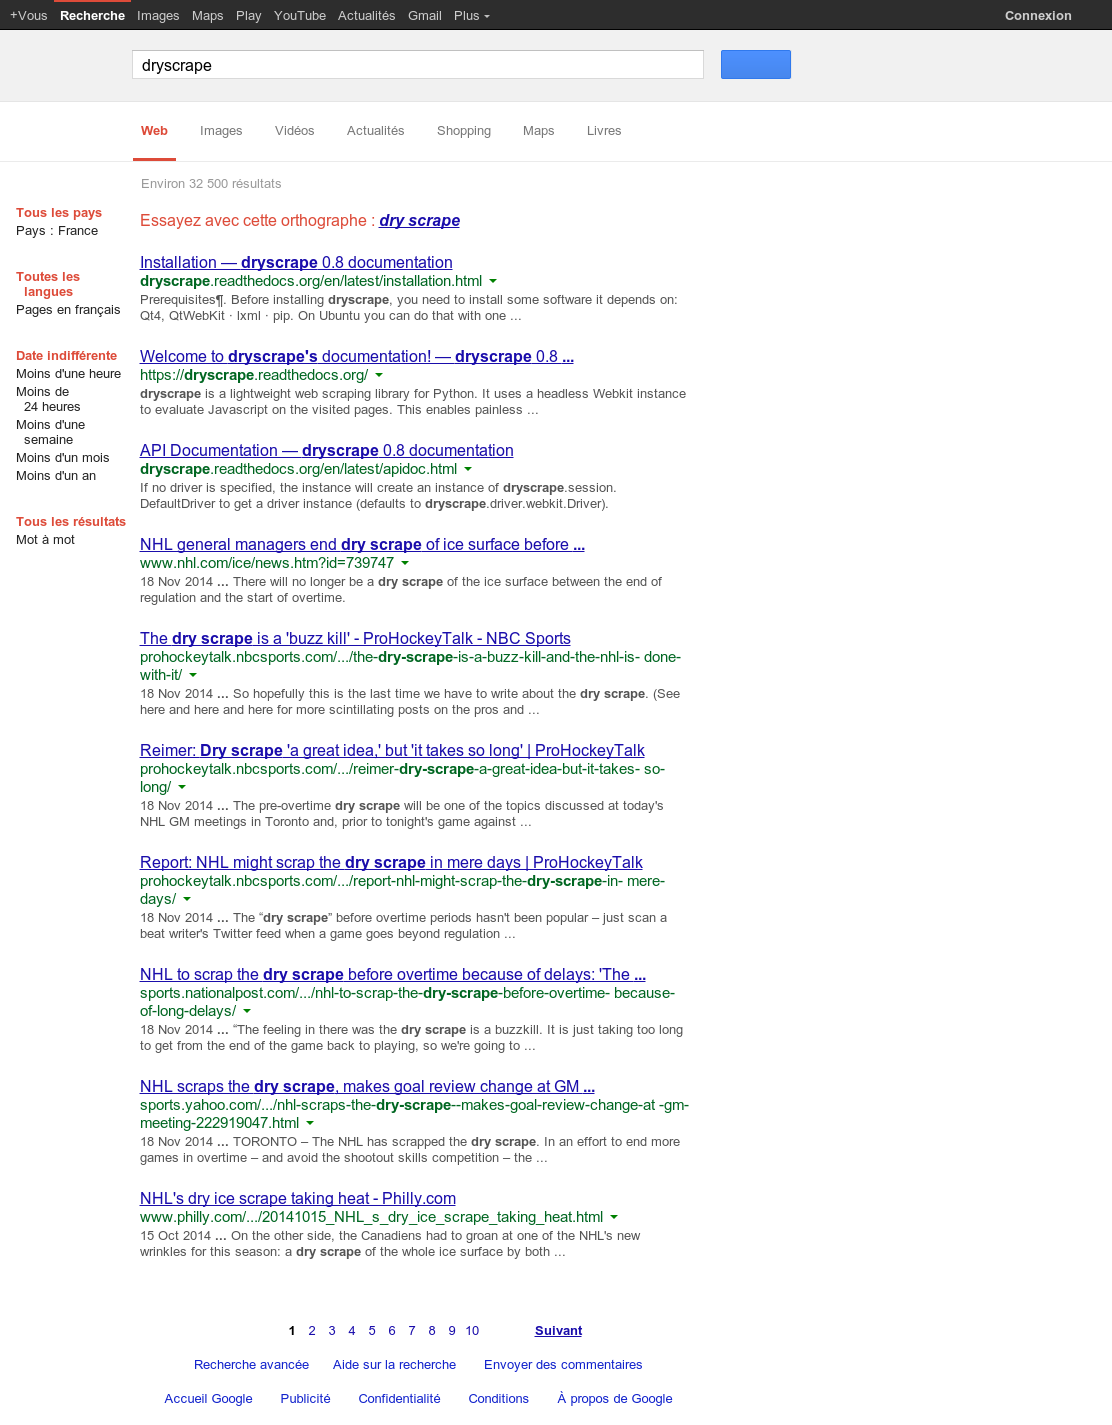 +Vous Recherche Images Maps Play YouTube Actualités Gmail Plus Connexion
dryscrape
Web Images Vidéos Actualités Shopping Maps Livres
Environ 32 500 résultats
Tous les pays
Pays : France
Toutes les
langues
Pages en français
Date indifférente
Moins d'une heure
Moins de
24 heures
Moins d'une
semaine
Moins d'un mois
Moins d'un an
Tous les résultats
Mot à mot
Essayez avec cette orthographe : dry scrape
Installation — dryscrape 0.8 documentation
dryscrape.readthedocs.org/en/latest/installation.html
Prerequisites¶. Before installing dryscrape, you need to install some software it depends on:
Qt4, QtWebKit · lxml · pip. On Ubuntu you can do that with one ...
Welcome to dryscrape's documentation! — dryscrape 0.8 ...
https://dryscrape.readthedocs.org/
dryscrape is a lightweight web scraping library for Python. It uses a headless Webkit instance
to evaluate Javascript on the visited pages. This enables painless ...
API Documentation — dryscrape 0.8 documentation
dryscrape.readthedocs.org/en/latest/apidoc.html
If no driver is specified, the instance will create an instance of dryscrape.session.
DefaultDriver to get a driver instance (defaults to dryscrape.driver.webkit.Driver).
NHL general managers end dry scrape of ice surface before ...
www.nhl.com/ice/news.htm?id=739747
18 Nov 2014 ... There will no longer be a dry scrape of the ice surface between the end of
regulation and the start of overtime.
The dry scrape is a 'buzz kill' - ProHockeyTalk - NBC Sports
prohockeytalk.nbcsports.com/.../the-dry-scrape-is-a-buzz-kill-and-the-nhl-is- done-
with-it/
18 Nov 2014 ... So hopefully this is the last time we have to write about the dry scrape. (See
here and here and here for more scintillating posts on the pros and ...
Reimer: Dry scrape 'a great idea,' but 'it takes so long' | ProHockeyTalk
prohockeytalk.nbcsports.com/.../reimer-dry-scrape-a-great-idea-but-it-takes- so-
long/
18 Nov 2014 ... The pre-overtime dry scrape will be one of the topics discussed at today's
NHL GM meetings in Toronto and, prior to tonight's game against ...
Report: NHL might scrap the dry scrape in mere days | ProHockeyTalk
prohockeytalk.nbcsports.com/.../report-nhl-might-scrap-the-dry-scrape-in- mere-
days/
18 Nov 2014 ... The “dry scrape” before overtime periods hasn't been popular – just scan a
beat writer's Twitter feed when a game goes beyond regulation ...
NHL to scrap the dry scrape before overtime because of delays: 'The ...
sports.nationalpost.com/.../nhl-to-scrap-the-dry-scrape-before-overtime- because-
of-long-delays/
18 Nov 2014 ... “The feeling in there was the dry scrape is a buzzkill. It is just taking too long
to get from the end of the game back to playing, so we're going to ...
NHL scraps the dry scrape, makes goal review change at GM ...
sports.yahoo.com/.../nhl-scraps-the-dry-scrape--makes-goal-review-change-at -gm-
meeting-222919047.html
18 Nov 2014 ... TORONTO – The NHL has scrapped the dry scrape. In an effort to end more
games in overtime – and avoid the shootout skills competition – the ...
NHL's dry ice scrape taking heat - Philly.com
www.philly.com/.../20141015_NHL_s_dry_ice_scrape_taking_heat.html
15 Oct 2014 ... On the other side, the Canadiens had to groan at one of the NHL's new
wrinkles for this season: a dry scrape of the whole ice surface by both ...
1 2 3 4 5 6 7 8 9 10 Suivant
Recherche avancée Aide sur la recherche Envoyer des commentaires
Accueil Google Publicité Confidentialité Conditions À propos de Google